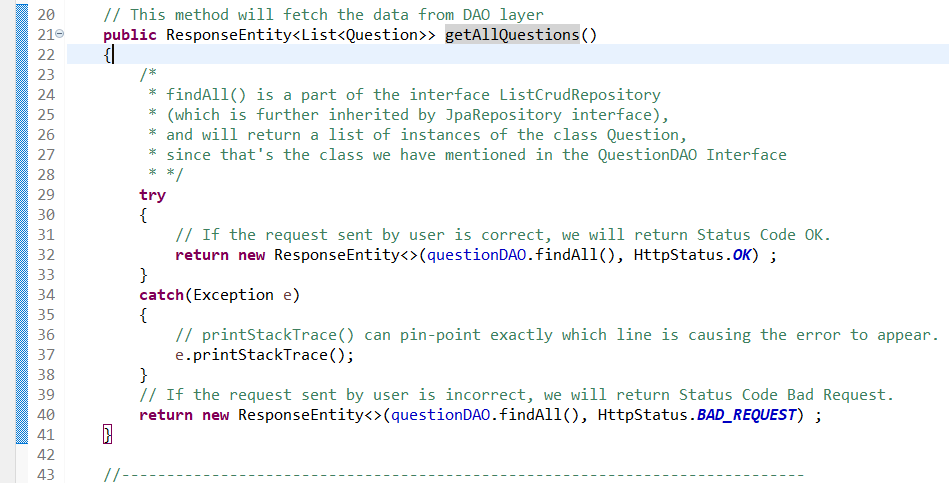 20 // This method will fetch the data from DAO layer
21 public ResponseEntity<List<Question>> getAllQuestions()
22 {
23 /*
24 * findAll() is a part of the interface ListCrudRepository
25 * (which is further inherited by JpaRepository interface),
26 * and will return a list of instances of the class Question,
27 * since that's the class we have mentioned in the QuestionDAO Interface
28 * */
29 try
30 {
31 // If the request sent by user is correct, we will return Status Code OK.
32 return new ResponseEntity<>(questionDAO.findAll(), HttpStatus.OK) ;
33 }
34 catch(Exception e)
35 {
36 // printStackTrace() can pin-point exactly which line is causing the error to appear.
37 e.printStackTrace();
38 }
39 // If the request sent by user is incorrect, we will return Status Code Bad Request.
40 return new ResponseEntity<>(questionDAO.findAll(), HttpStatus.BAD_REQUEST) ;
41 }
42
43 //----------------------------------------------------------------------------